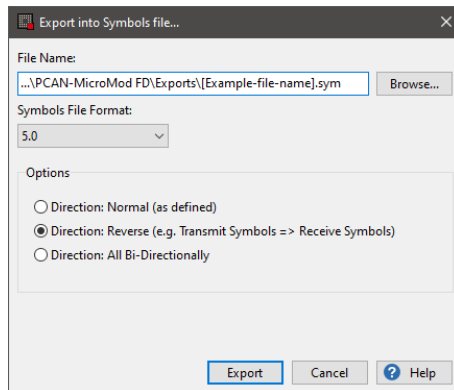 Export into Symbols file...
File Name:
...\PCAN-MicroMod FD\Exports\[Example-file-name].sym
Browse...
Symbols File Format:
5.0
Options
Direction: Normal (as defined)
Direction: Reverse (e.g. Transmit Symbols => Receive Symbols)
Direction: All Bi-Directionally
Export
Cancel
Help